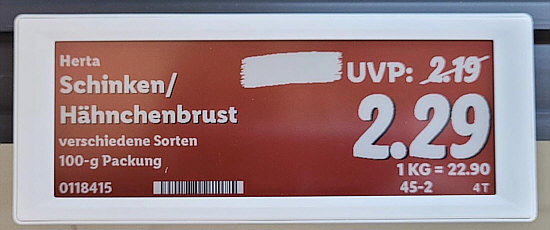 Herta
Schinken/
Hähnchenbrust
verschiedene Sorten
100-g Packung
0118415
UVP: 2.19
2.29
1 KG = 22.90
45-2 4T